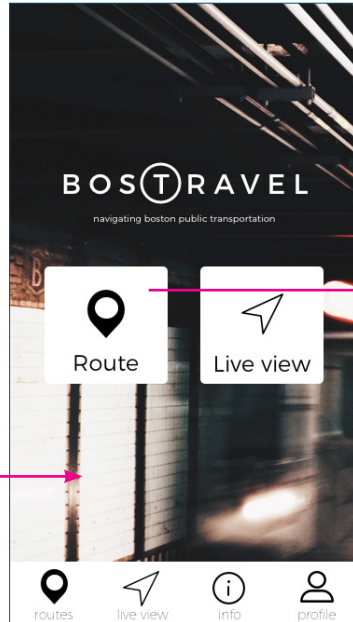 BOSTRAVEL
navigating boston public transportation
B
Route
Live view
routes
live view
info
profile